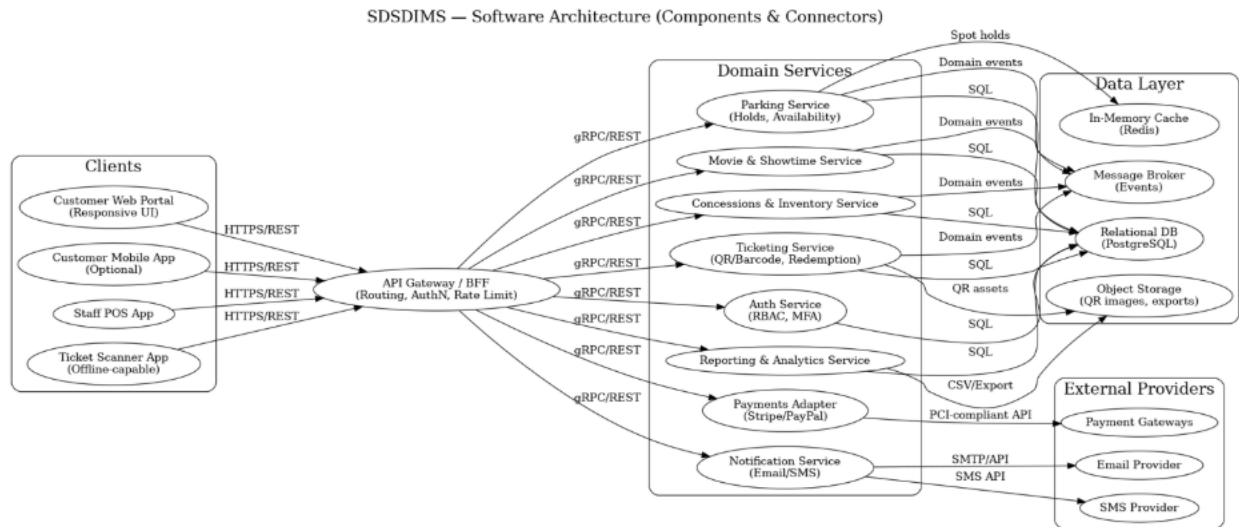 SDSDIMS — Software Architecture (Components & Connectors)
Clients
Customer Web Portal
(Responsive UI)
Customer Mobile App
(Optional)
Staff POS App
Ticket Scanner App
(Offline-capable)
HTTPS/REST
HTTPS/REST
HTTPS/REST
HTTPS/REST
API Gateway / BFF
(Routing, AuthN, Rate Limit)
gRPC/REST
gRPC/REST
gRPC/REST
gRPC/REST
gRPC/REST
gRPC/REST
gRPC/REST
gRPC/REST
Domain Services
Parking Service
(Holds, Availability)
Movie & Showtime Service
Concessions & Inventory Service
Ticketing Service
(QR/Barcode, Redemption)
Auth Service
(RBAC, MFA)
Reporting & Analytics Service
Payments Adapter
(Stripe/PayPal)
Notification Service
(Email/SMS)
Spot holds
Domain events
SQL
Domain events
SQL
Domain events
SQL
Domain events
SQL
QR assets
SQL
SQL
CSV/Export
PCI-compliant API
SMTP/API
SMS API
Data Layer
In-Memory Cache
(Redis)
Message Broker
(Events)
Relational DB
(PostgreSQL)
Object Storage
(QR images, exports)
External Providers
Payment Gateways
Email Provider
SMS Provider